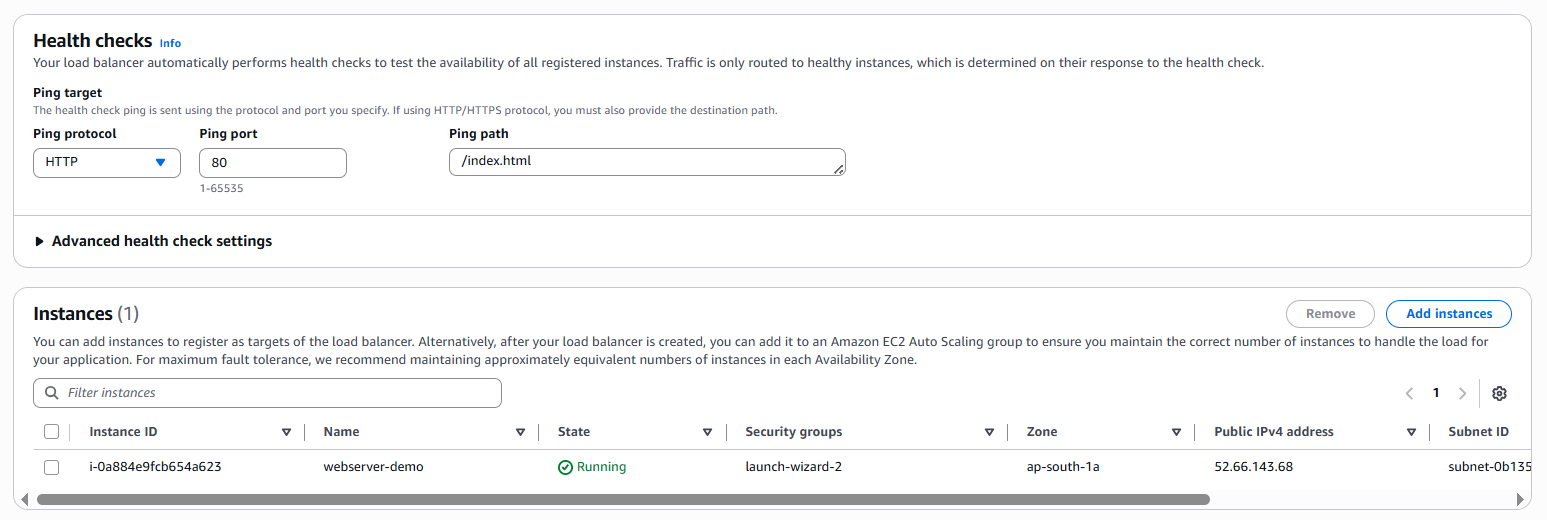 Health checks Info
Your load balancer automatically performs health checks to test the availability of all registered instances. Traffic is only routed to healthy instances, which is determined on their response to the health check.
Ping target
The health check ping is sent using the protocol and port you specify. If using HTTP/HTTPS protocol, you must also provide the destination path.
Ping protocol Ping port Ping path
HTTP 80 /index.html
1-65535
Advanced health check settings
Instances (1) Remove Add instances
You can add instances to register as targets of the load balancer. Alternatively, after your load balancer is created, you can add it to an Amazon EC2 Auto Scaling group to ensure you maintain the correct number of instances to handle the load for
your application. For maximum fault tolerance, we recommend maintaining approximately equivalent numbers of instances in each Availability Zone.
Filter instances 1
Instance ID Name State Security groups Zone Public IPv4 address Subnet ID
i-0a884e9fcb654a623 webserver-demo Running launch-wizard-2 ap-south-1a 52.66.143.68 subnet-0b135